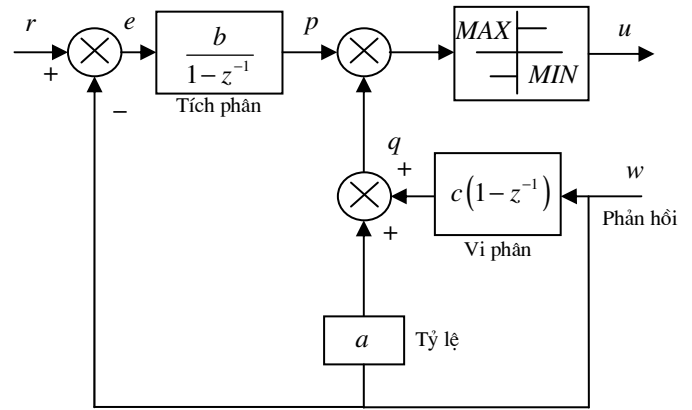 r
e
b
1− z⁻¹
p
MAX
MIN
u
+
−
Tích phân
q
+
c(1− z⁻¹)
w
+
Vi phân
Phản hồi
a
Tỷ lệ